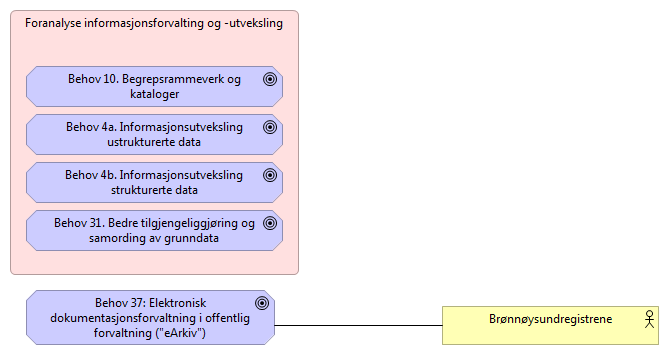 Foranalyse informasjonsforvalting og -utveksling
Behov 10. Begrepsrammeverk og
kataloger
Behov 4a. Informasjonsutveksling
ustrukturerte data
Behov 4b. Informasjonsutveksling
strukturerte data
Behov 31. Bedre tilgjengeliggjøring og
samording av grunndata
Behov 37: Elektronisk
dokumentasjonsforvaltning i offentlig
forvaltning ("eArkiv")
Brønnøysundregistrene